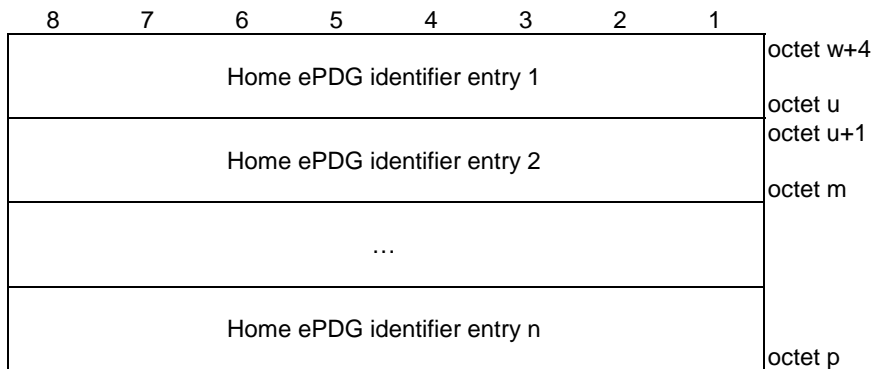 8 7 6 5 4 3 2 1
octet w+4
Home ePDG identifier entry 1
octet u
octet u+1
Home ePDG identifier entry 2
octet m
…
Home ePDG identifier entry n
octet p